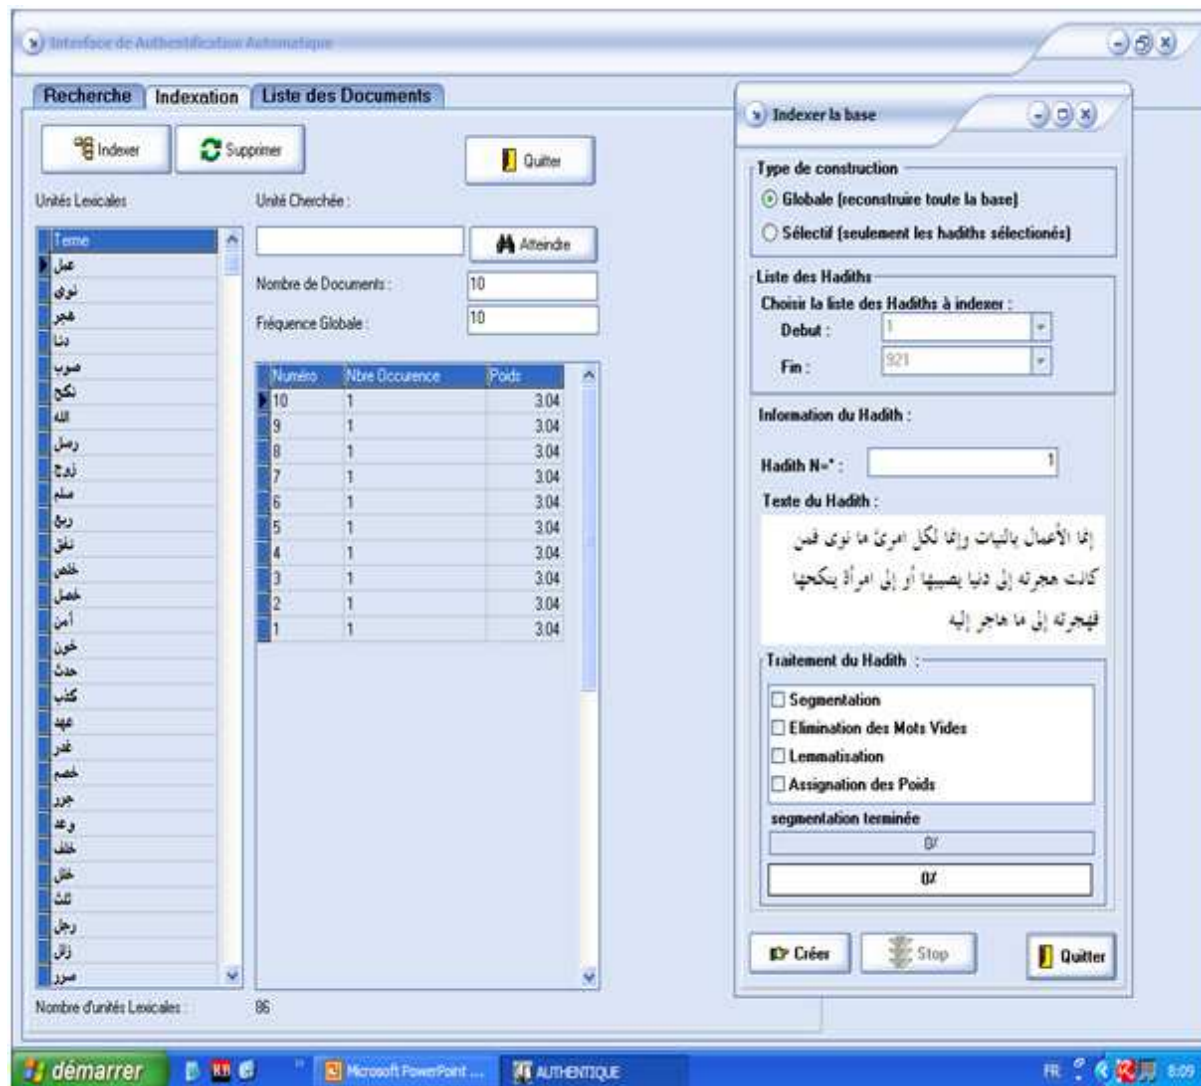 Interface de Authentification Automatique
Recherche Indexation Liste des Documents
Indexer Supprimer Quitter
Unités Lexicales Unité Cherchée :
Terme
عمل
نوى
هجر
دنا
صوب
نكح
الله
رسل
زوج
سلم
ربع
نفق
خلص
خصل
أمن
خون
حدث
كذب
عهد
غدر
خصم
جرر
وعد
خلف
خلل
ثلث
رجل
زلل
سرر
Atteindre
Nombre de Documents : 10
Fréquence Globale : 10
Numéro Nbre Occurence Poids
10 1 3.04
9 1 3.04
8 1 3.04
7 1 3.04
6 1 3.04
5 1 3.04
4 1 3.04
3 1 3.04
2 1 3.04
1 1 3.04
Nombre d'unités Lexicales : 86
Indexer la base
Type de construction
Globale (reconstruire toute la base)
Sélectif (seulement les hadiths sélectionés)
Liste des Hadiths
Choisir la liste des Hadiths à indexer :
Debut : 1
Fin : 921
Information du Hadith :
Hadith N=° : 1
Texte du Hadith :
إنما الأعمال بالنيات وإنما لكل امرئ ما نوى فمن
كانت هجرته إلى دنيا يصيبها أو إلى امرأة ينكحها
فهجرته إلى ما هاجر إليه
Traitement du Hadith :
Segmentation
Elimination des Mots Vides
Lemmatisation
Assignation des Poids
segmentation terminée
0%
0%
Créer Stop Quitter
démarrer Microsoft PowerPoint ... AUTHENTIQUE FR 8:09